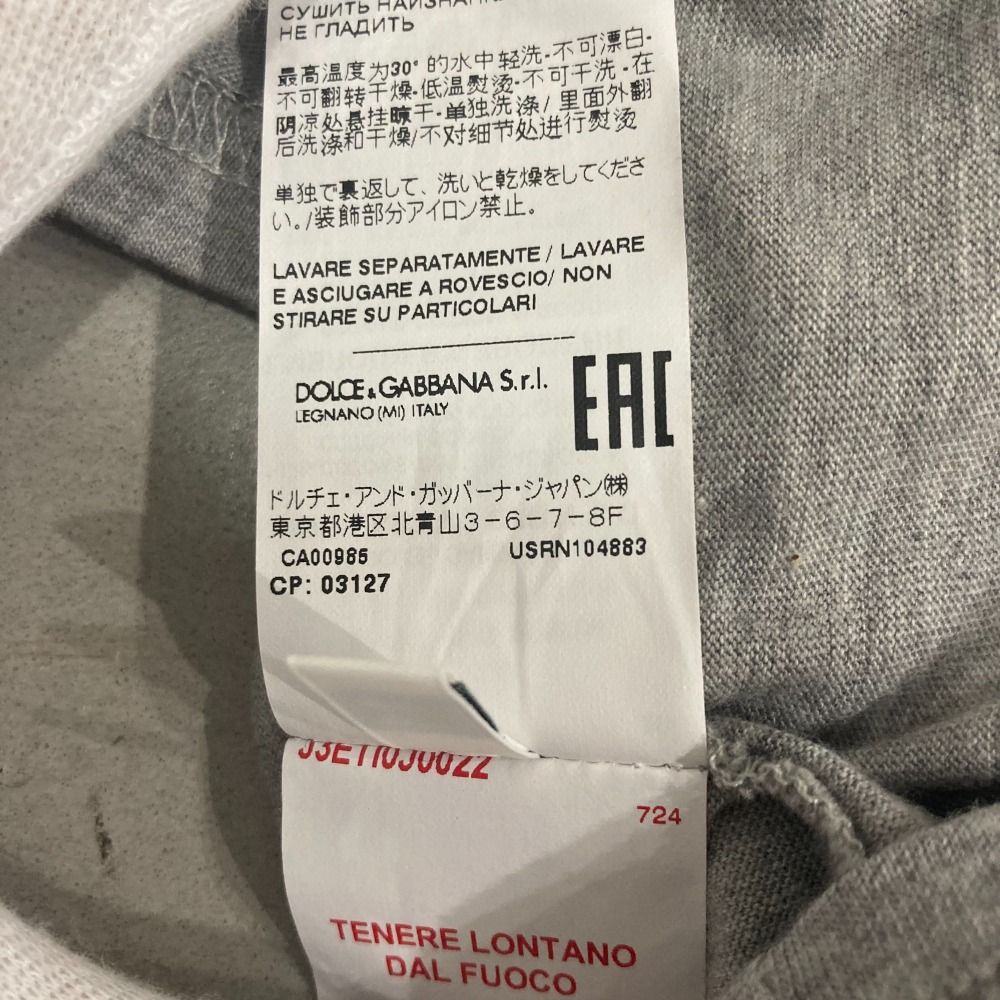 СУШИТЬ НАИЗНАНКУ
НЕ ГЛАДИТЬ
最高温度为30°的水中轻洗-不可漂白-
不可翻转干燥-低温熨烫-不可干洗-在
阴凉处悬挂晾干-单独洗涤/里面外翻
后洗涤和干燥/不对细节处进行熨烫
単独で裏返して、洗いと乾燥をしてくださ
い。/装飾部分アイロン禁止。
LAVARE SEPARATAMENTE / LAVARE
E ASCIUGARE A ROVESCIO/ NON
STIRARE SU PARTICOLARI
DOLCE & GABBANA S.r.l.
LEGNANO (MI) ITALY
EAC
ドルチェ・アンド・ガッバーナ・ジャパン㈱
東京都港区北青山3-6-7-8F
CA00985 USRN104883
CP: 03127
724
TENERE LONTANO
DAL FUOCO